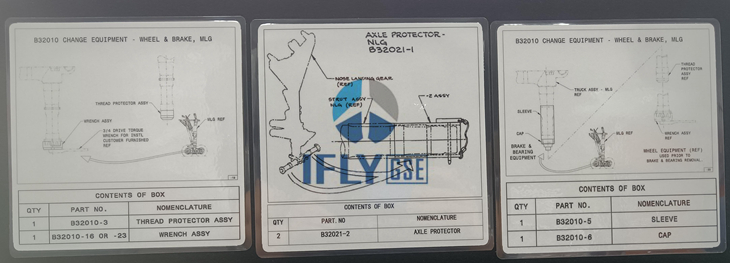 B32010 CHANGE EQUIPMENT - WHEEL & BRAKE, MLG
THREAD PROTECTOR ASSY
WRENCH ASSY
3/4 DRIVE TORQUE
WRENCH FOR INSTL
CUSTOMER FURNISHED
REF
MLG REF
CONTENTS OF BOX
QTY PART NO. NOMENCLATURE
1 B32010-3 THREAD PROTECTOR ASSY
1 B32010-16 OR -23 WRENCH ASSY
AXLE PROTECTOR-
NLG
B32021-1
NOSE LANDING GEAR
(REF)
STRUT ASSY
NLG (REF)
-2 ASSY
IFLY GSE
CONTENTS OF BOX
QTY PART NO NOMENCLATURE
2 B32021-2 AXLE PROTECTOR
B32010 CHANGE EQUIPMENT - WHEEL & BRAKE, MLG
THREAD
PROTECTOR
ASSY
REF
TRUCK ASSY - MLG
REF
SLEEVE
CAP
BRAKE &
BEARING
EQUIPMENT
MLG REF
WRENCH ASSY
REF
WHEEL EQUIPMENT (REF)
USED PRIOR TO
BRAKE & BEARING REMOVAL
CONTENTS OF BOX
QTY PART NO. NOMENCLATURE
1 B32010-5 SLEEVE
1 B32010-6 CAP